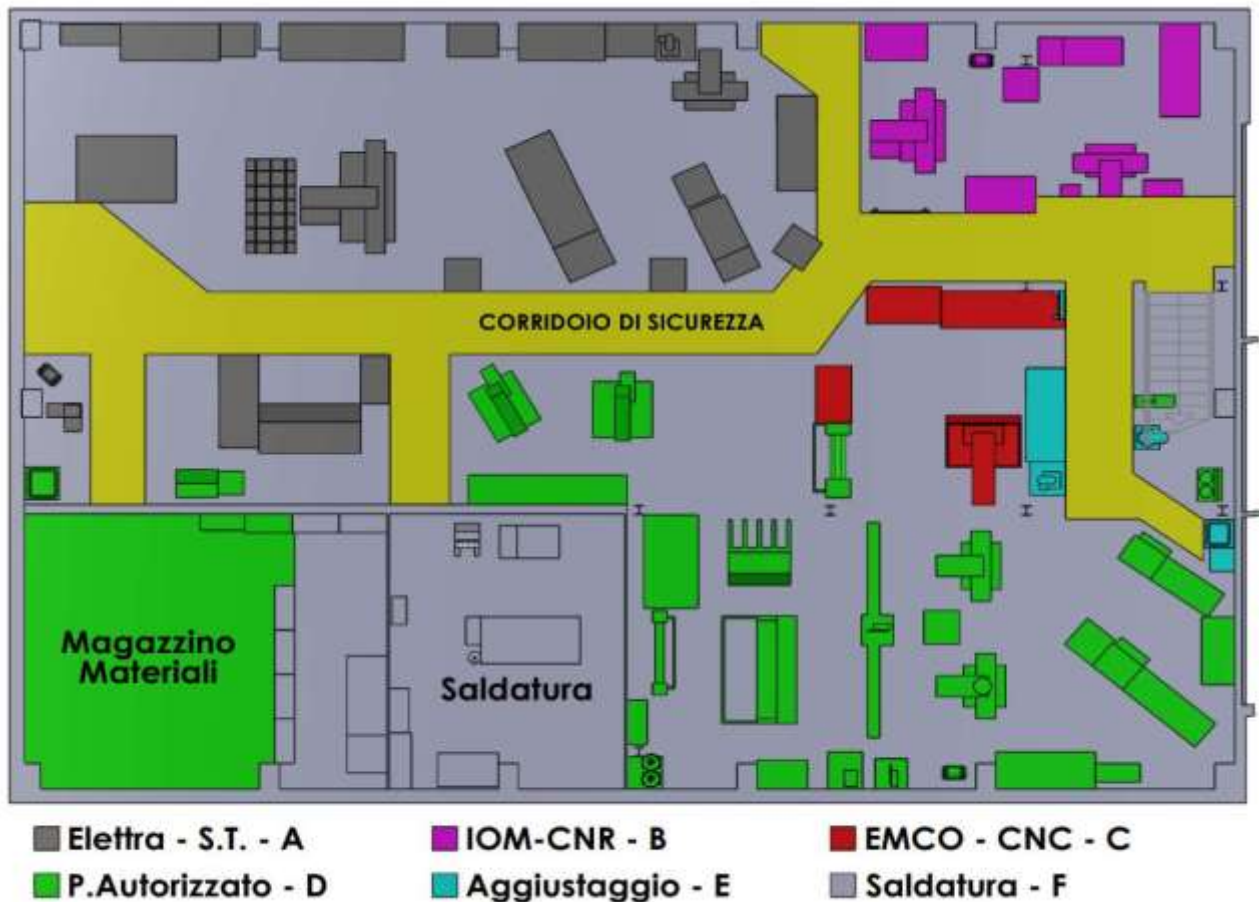 CORRIDOIO DI SICUREZZA
Magazzino
Materiali
Saldatura
Elettra - S.T. - A
IOM-CNR - B
EMCO - CNC - C
P.Autorizzato - D
Aggiustaggio - E
Saldatura - F